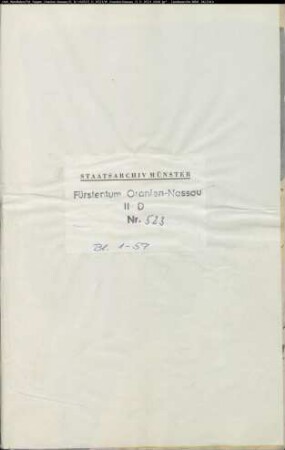 STAATSARCHIV MÜNSTER
Fürstentum Oranien-Nassau
II D
Nr. 523
Bl. 1-57